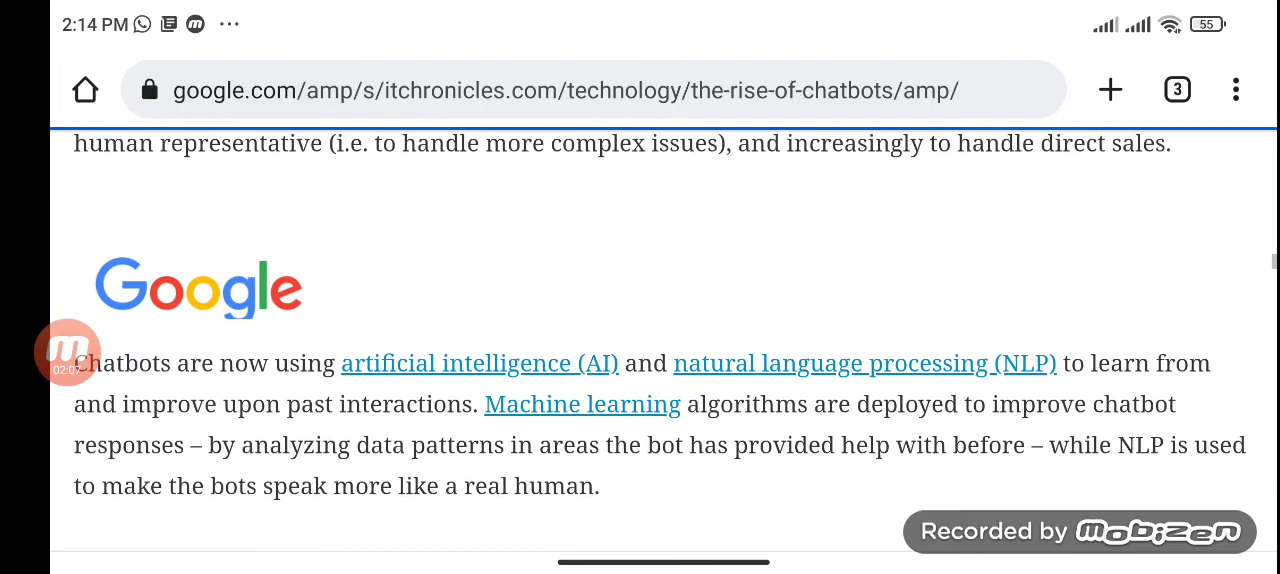 2:14 PM
55
google.com/amp/s/itchronicles.com/technology/the-rise-of-chatbots/amp/
3
human representative (i.e. to handle more complex issues), and increasingly to handle direct sales.
Google
Chatbots are now using artificial intelligence (AI) and natural language processing (NLP) to learn from
02:07
and improve upon past interactions. Machine learning algorithms are deployed to improve chatbot
responses – by analyzing data patterns in areas the bot has provided help with before – while NLP is used
to make the bots speak more like a real human.
Recorded by mobizen